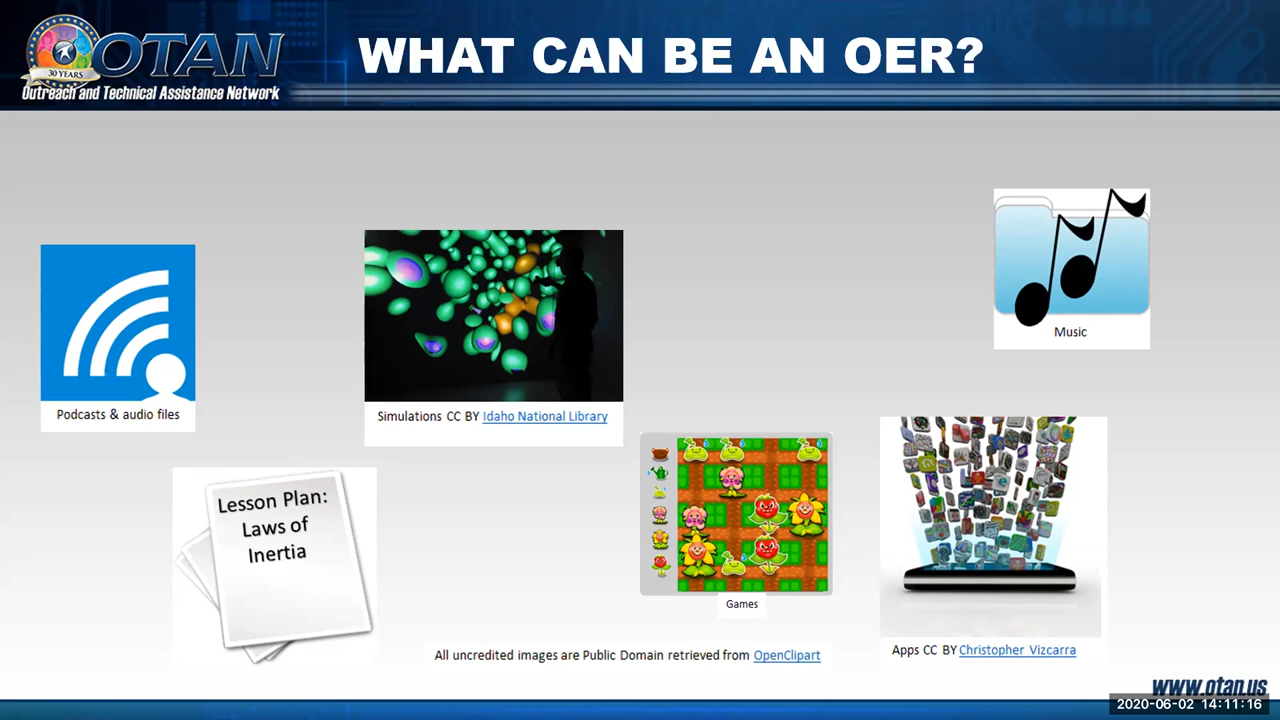 OTAN
30 YEARS
Outreach and Technical Assistance Network
WHAT CAN BE AN OER?
Podcasts & audio files
Simulations CC BY Idaho National Library
Music
Lesson Plan:
Laws of
Inertia
Games
Apps CC BY Christopher Vizcarra
All uncredited images are Public Domain retrieved from OpenClipart
www.otan.us
2020-06-02 14:11:16